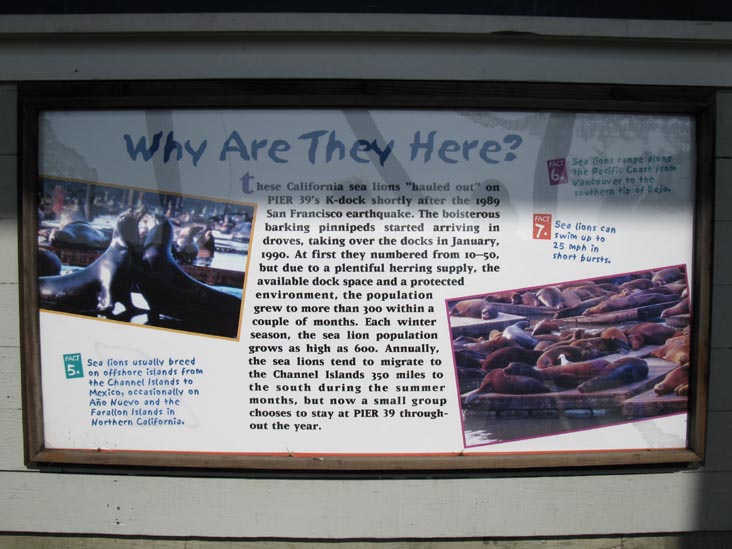 Why Are They Here?
these California sea lions "hauled out" on
PIER 39's K-dock shortly after the 1989
San Francisco earthquake. The boisterous
barking pinnipeds started arriving in
droves, taking over the docks in January,
1990. At first they numbered from 10–50,
but due to a plentiful herring supply, the
available dock space and a protected
environment, the population
grew to more than 300 within a
couple of months. Each winter
season, the sea lion population
grows as high as 600. Annually,
the sea lions tend to migrate to
the Channel Islands 350 miles to
the south during the summer
months, but now a small group
chooses to stay at PIER 39 through-
out the year.
FACT
5.
Sea lions usually breed
on offshore islands from
the Channel Islands to
Mexico, occasionally on
Año Nuevo and the
Farallon Islands in
Northern California.
FACT
6.
Sea lions range along
the Pacific Coast from
Vancouver to the
southern tip of Baja.
FACT
7.
Sea lions can
swim up to
25 mph in
short bursts.